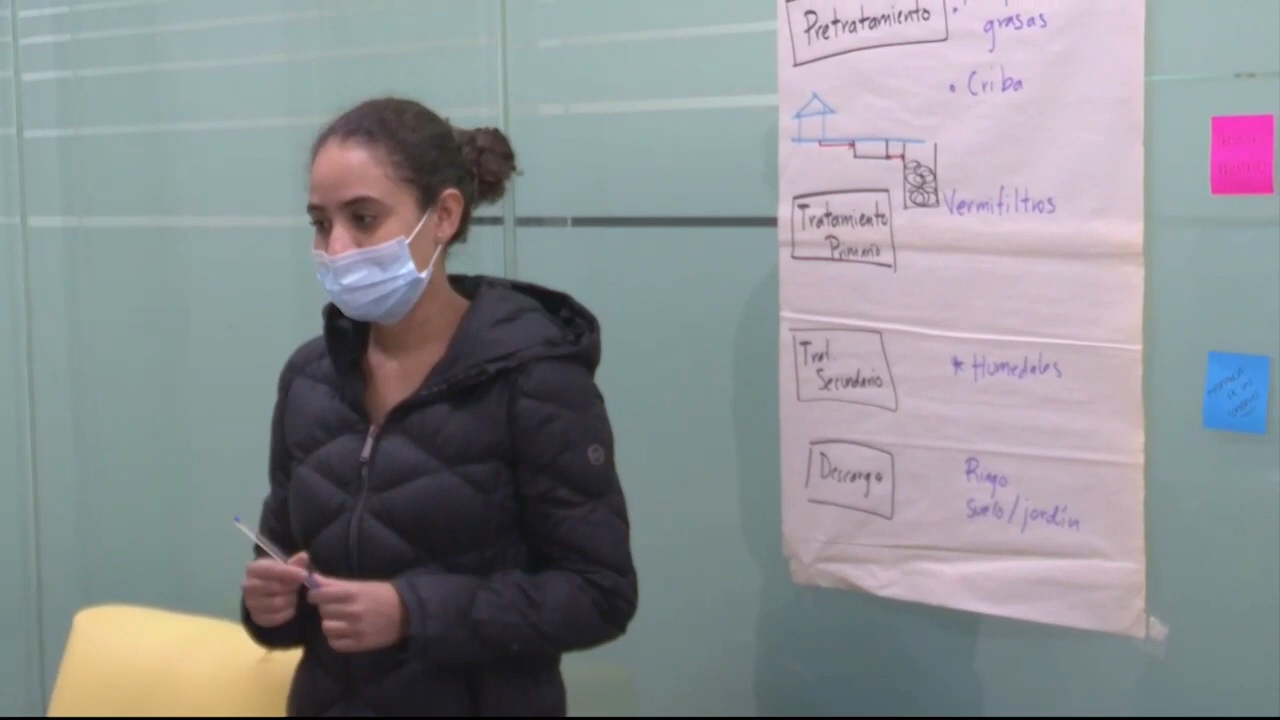 Pretratamiento
grasas
• Criba
Vermifiltros
Tratamiento
Primario
Trat.
Secundario
* Humedales
Descarga
Riego
suelo/jardín